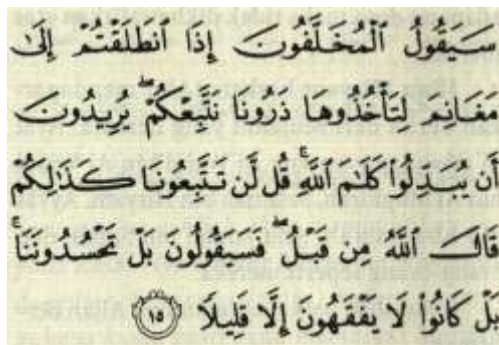 سَيَقُولُ ٱلْمُخَلَّفُونَ إِذَا ٱنطَلَقْتُمْ إِلَىٰ
مَغَانِمَ لِتَأْخُذُوهَا ذَرُونَا نَتَّبِعْكُمْ ۖ يُرِيدُونَ
أَن يُبَدِّلُوا۟ كَلَٰمَ ٱللَّهِ ۚ قُل لَّن تَتَّبِعُونَا كَذَٰلِكُمْ
قَالَ ٱللَّهُ مِن قَبْلُ ۖ فَسَيَقُولُونَ بَلْ تَحْسُدُونَنَا ۚ
بَلْ كَانُوا۟ لَا يَفْقَهُونَ إِلَّا قَلِيلًا ۝١٥